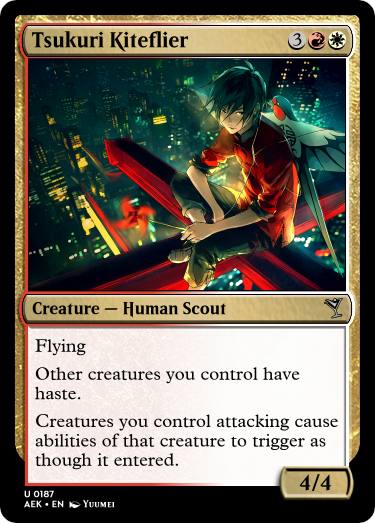 Tsukuri Kiteflier 3
Flying
Creature — Human Scout
Other creatures you control have
haste.
Creatures you control attacking cause
abilities of that creature to trigger as
though it entered.
4/4
U 0187
AEK • EN Yuumei